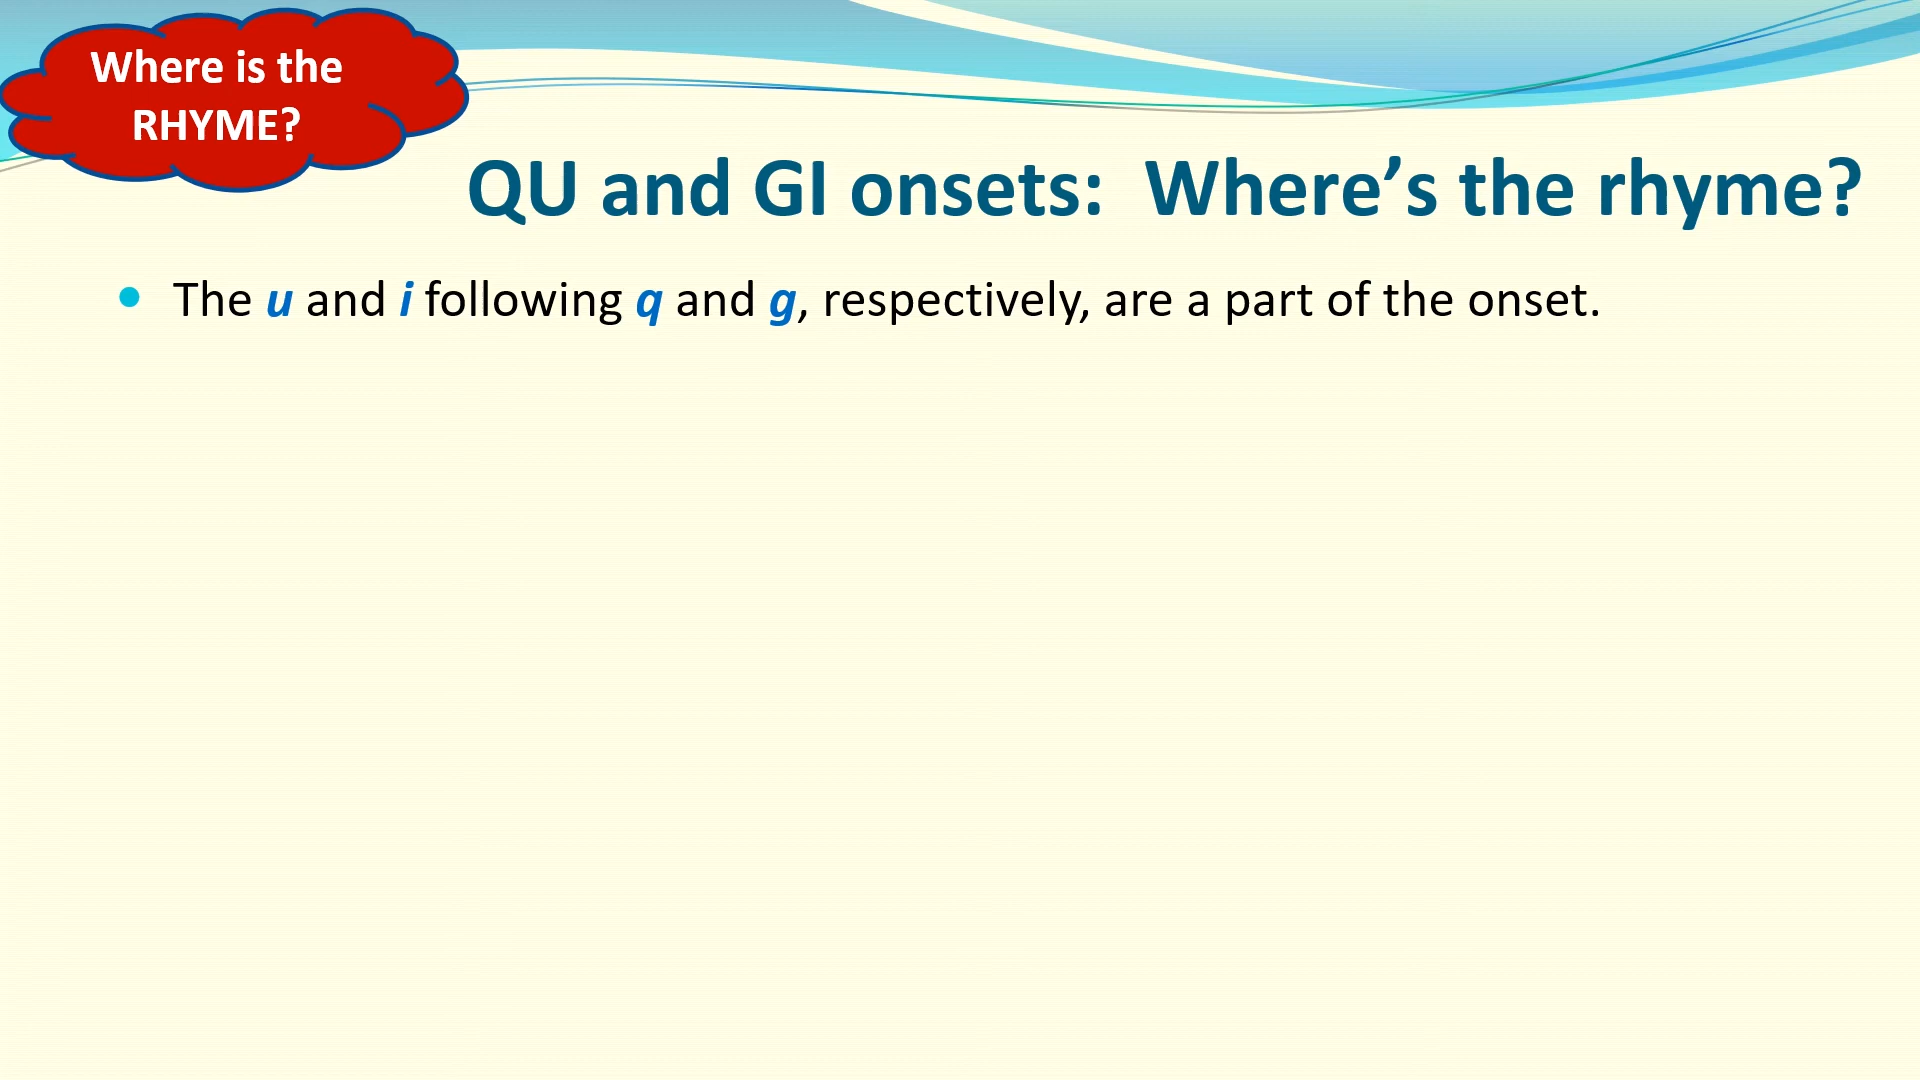 Where is the
RHYME?
QU and GI onsets:  Where’s the rhyme?
The u and i following q and g, respectively, are a part of the onset.